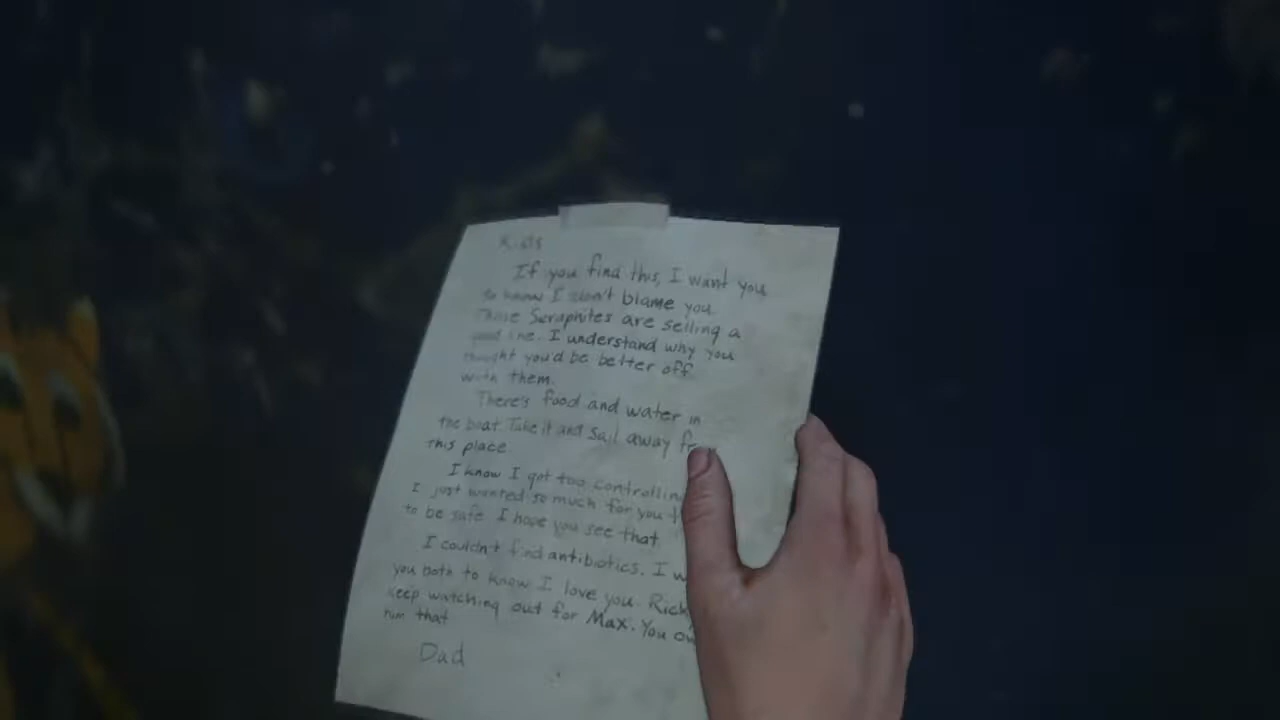 Kids
If you find this, I want you
to know I don't blame you.
Those Seraphites are selling a
good line. I understand why you
thought you'd be better off
with them.
There's food and water in
the boat. Take it and sail away
this place.
I know I got too
I just wanted so much for you
to be safe. I hope you see that
I couldn't find antibiotics. I
you both to know I love you.
keep watching out for Max. You
him that
Dad